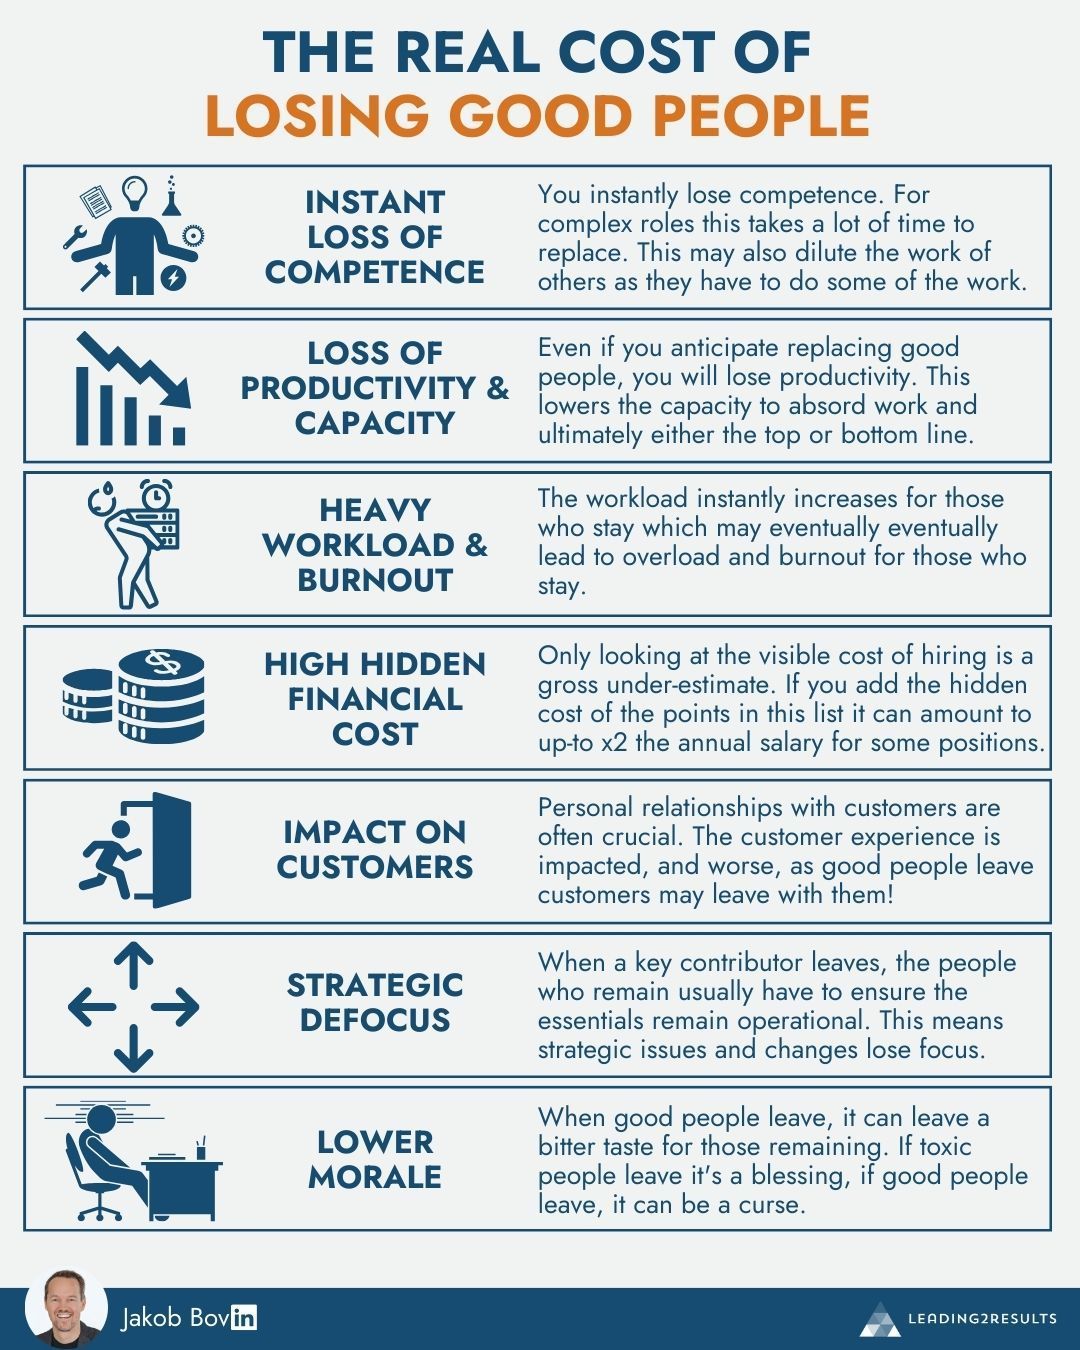 THE REAL COST OF
LOSING GOOD PEOPLE
INSTANT
LOSS OF
COMPETENCE
You instantly lose competence. For
complex roles this takes a lot of time to
replace. This may also dilute the work of
others as they have to do some of the work.
LOSS OF
PRODUCTIVITY &
CAPACITY
Even if you anticipate replacing good
people, you will lose productivity. This
lowers the capacity to absord work and
ultimately either the top or bottom line.
HEAVY
WORKLOAD &
BURNOUT
The workload instantly increases for those
who stay which may eventually eventually
lead to overload and burnout for those who
stay.
HIGH HIDDEN
FINANCIAL
COST
Only looking at the visible cost of hiring is a
gross under-estimate. If you add the hidden
cost of the points in this list it can amount to
up-to x2 the annual salary for some positions.
IMPACT ON
CUSTOMERS
Personal relationships with customers are
often crucial. The customer experience is
impacted, and worse, as good people leave
customers may leave with them!
STRATEGIC
DEFOCUS
When a key contributor leaves, the people
who remain usually have to ensure the
essentials remain operational. This means
strategic issues and changes lose focus.
LOWER
MORALE
When good people leave, it can leave a
bitter taste for those remaining. If toxic
people leave it's a blessing, if good people
leave, it can be a curse.
Jakob Bov in
LEADING2RESULTS